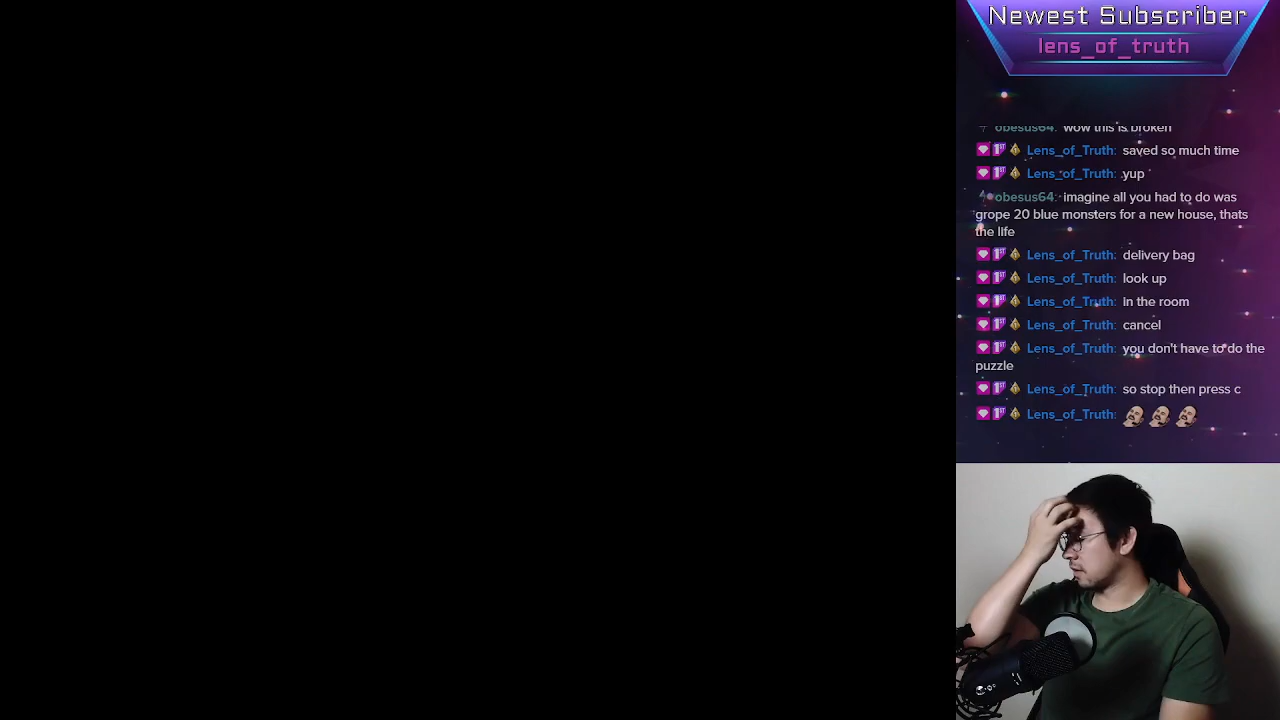 Newest Subscriber
lens_of_truth
obesus64: wow this is broken
Lens_of_Truth: saved so much time
Lens_of_Truth: yup
obesus64: imagine all you had to do was
grope 20 blue monsters for a new house, thats
the life
Lens_of_Truth: delivery bag
Lens_of_Truth: look up
Lens_of_Truth: in the room
Lens_of_Truth: cancel
Lens_of_Truth: you don't have to do the
puzzle
Lens_of_Truth: so stop then press c
Lens_of_Truth: